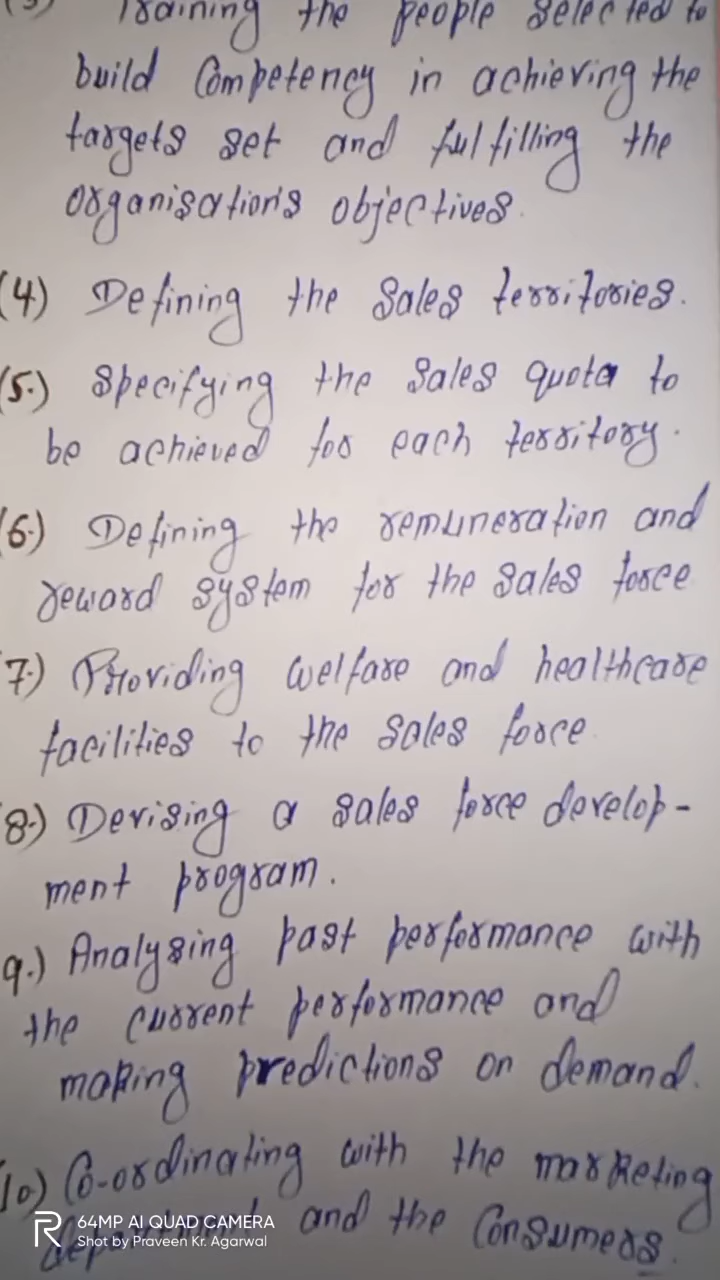 (3) Training the people selected to
build Competency in achieving the
targets set and fulfilling the
organisation's objectives.
(4) Defining the Sales territories.
(5.) Specifying the Sales quota to
be achieved for each territory.
(6.) Defining the remuneration and
reward system for the Sales force
7.) Providing welfare and healthcare
facilities to the Sales force.
8.) Devising a sales force develop-
ment program.
9.) Analysing past performance with
the current performance and
making predictions on demand.
10) Co-ordinating with the marketing
department and the Consumers.
64MP AI QUAD CAMERA
Shot by Praveen Kr. Agarwal